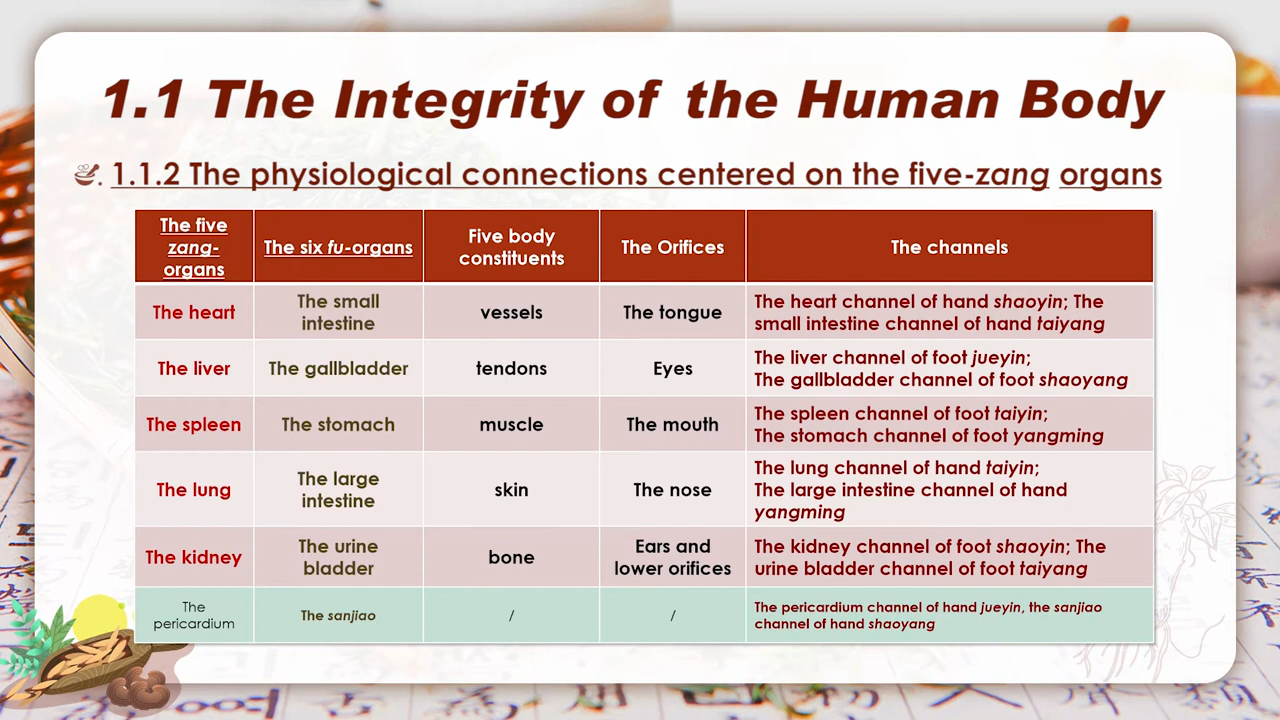 1.1 The Integrity of the Human Body
1.1.2 The physiological connections centered on the five-zang organs
The five
zang-
organs
The six fu-organs
Five body
constituents
The Orifices
The channels
The heart
The small
intestine
vessels
The tongue
The heart channel of hand shaoyin; The
small intestine channel of hand taiyang
The liver
The gallbladder
tendons
Eyes
The liver channel of foot jueyin;
The gallbladder channel of foot shaoyang
The spleen
The stomach
muscle
The mouth
The spleen channel of foot taiyin;
The stomach channel of foot yangming
The lung
The large
intestine
skin
The nose
The lung channel of hand taiyin;
The large intestine channel of hand
yangming
The kidney
The urine
bladder
bone
Ears and
lower orifices
The kidney channel of foot shaoyin; The
urine bladder channel of foot taiyang
The
pericardium
The sanjiao
/
/
The pericardium channel of hand jueyin, the sanjiao
channel of hand shaoyang